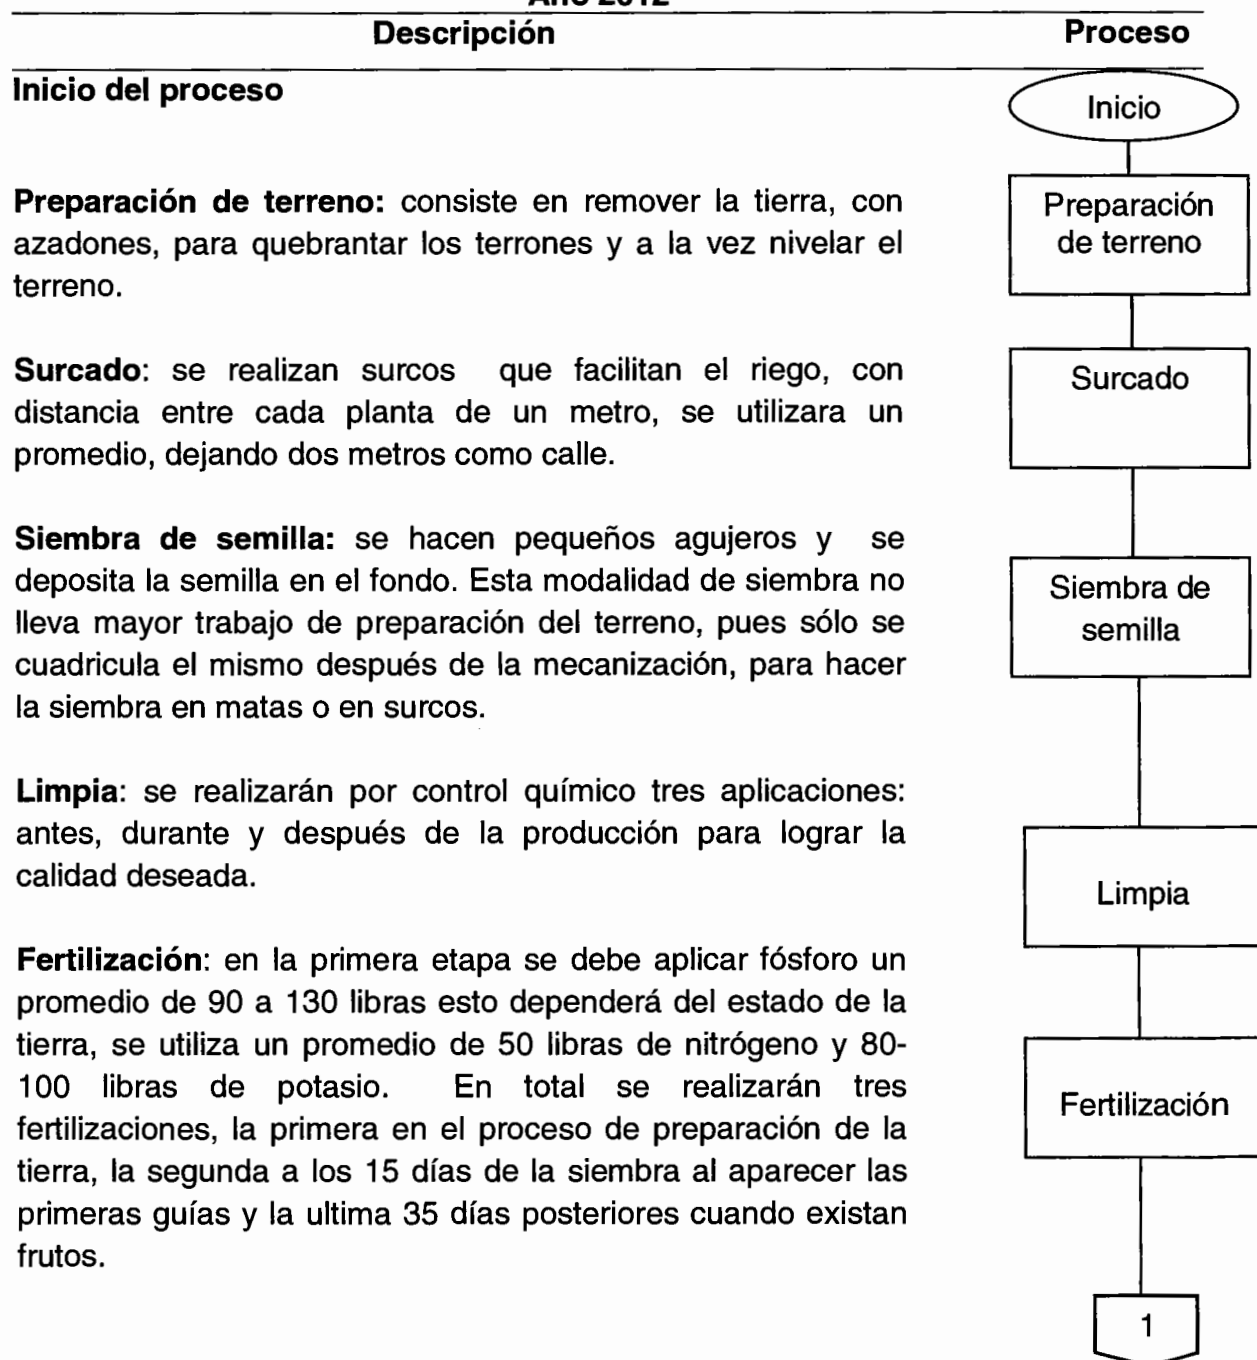 Año 2012
Descripción Proceso
Inicio del proceso
Inicio
Preparación de terreno: consiste en remover la tierra, con
azadones, para quebrantar los terrones y a la vez nivelar el
terreno.
Preparación
de terreno
Surcado: se realizan surcos que facilitan el riego, con
distancia entre cada planta de un metro, se utilizara un
promedio, dejando dos metros como calle.
Surcado
Siembra de semilla: se hacen pequeños agujeros y se
deposita la semilla en el fondo. Esta modalidad de siembra no
lleva mayor trabajo de preparación del terreno, pues sólo se
cuadricula el mismo después de la mecanización, para hacer
la siembra en matas o en surcos.
Siembra de
semilla
Limpia: se realizarán por control químico tres aplicaciones:
antes, durante y después de la producción para lograr la
calidad deseada.
Limpia
Fertilización: en la primera etapa se debe aplicar fósforo un
promedio de 90 a 130 libras esto dependerá del estado de la
tierra, se utiliza un promedio de 50 libras de nitrógeno y 80-
100 libras de potasio. En total se realizarán tres
fertilizaciones, la primera en el proceso de preparación de la
tierra, la segunda a los 15 días de la siembra al aparecer las
primeras guías y la ultima 35 días posteriores cuando existan
frutos.
Fertilización
1